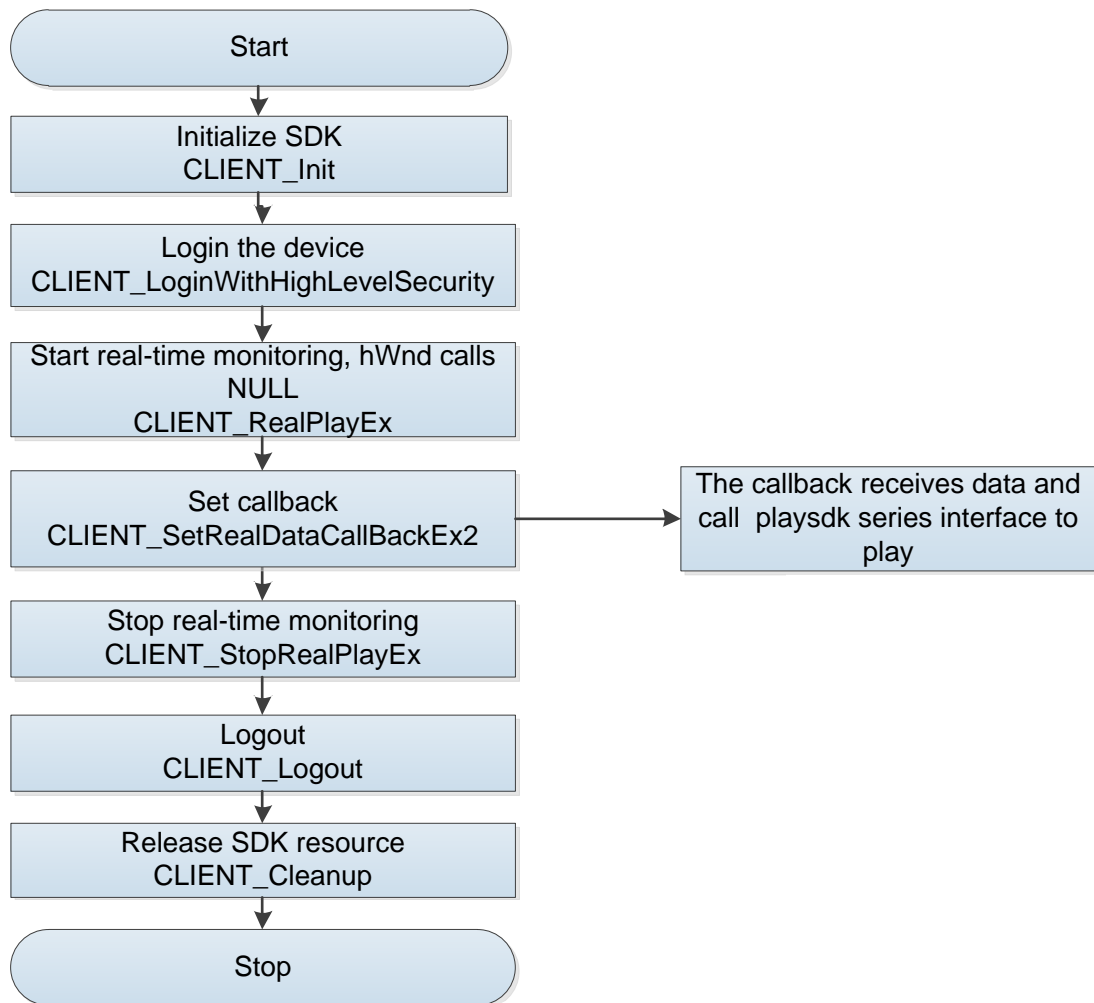 Start
Initialize SDK
CLIENT_Init
Login the device
CLIENT_LoginWithHighLevelSecurity
Start real-time monitoring, hWnd calls
NULL
CLIENT_RealPlayEx
Set callback
CLIENT_SetRealDataCallBackEx2
The callback receives data and
call  playsdk series interface to
play
Stop real-time monitoring
CLIENT_StopRealPlayEx
Logout
CLIENT_Logout
Release SDK resource
CLIENT_Cleanup
Stop